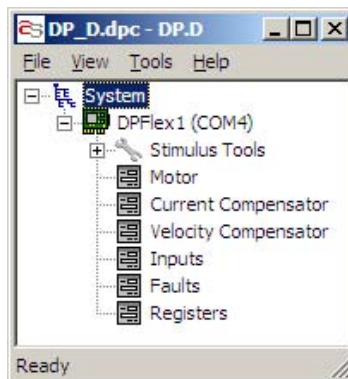 DP_D.dpc - DP.D
File View Tools Help
System
DPFlex1 (COM4)
Stimulus Tools
Motor
Current Compensator
Velocity Compensator
Inputs
Faults
Registers
Ready